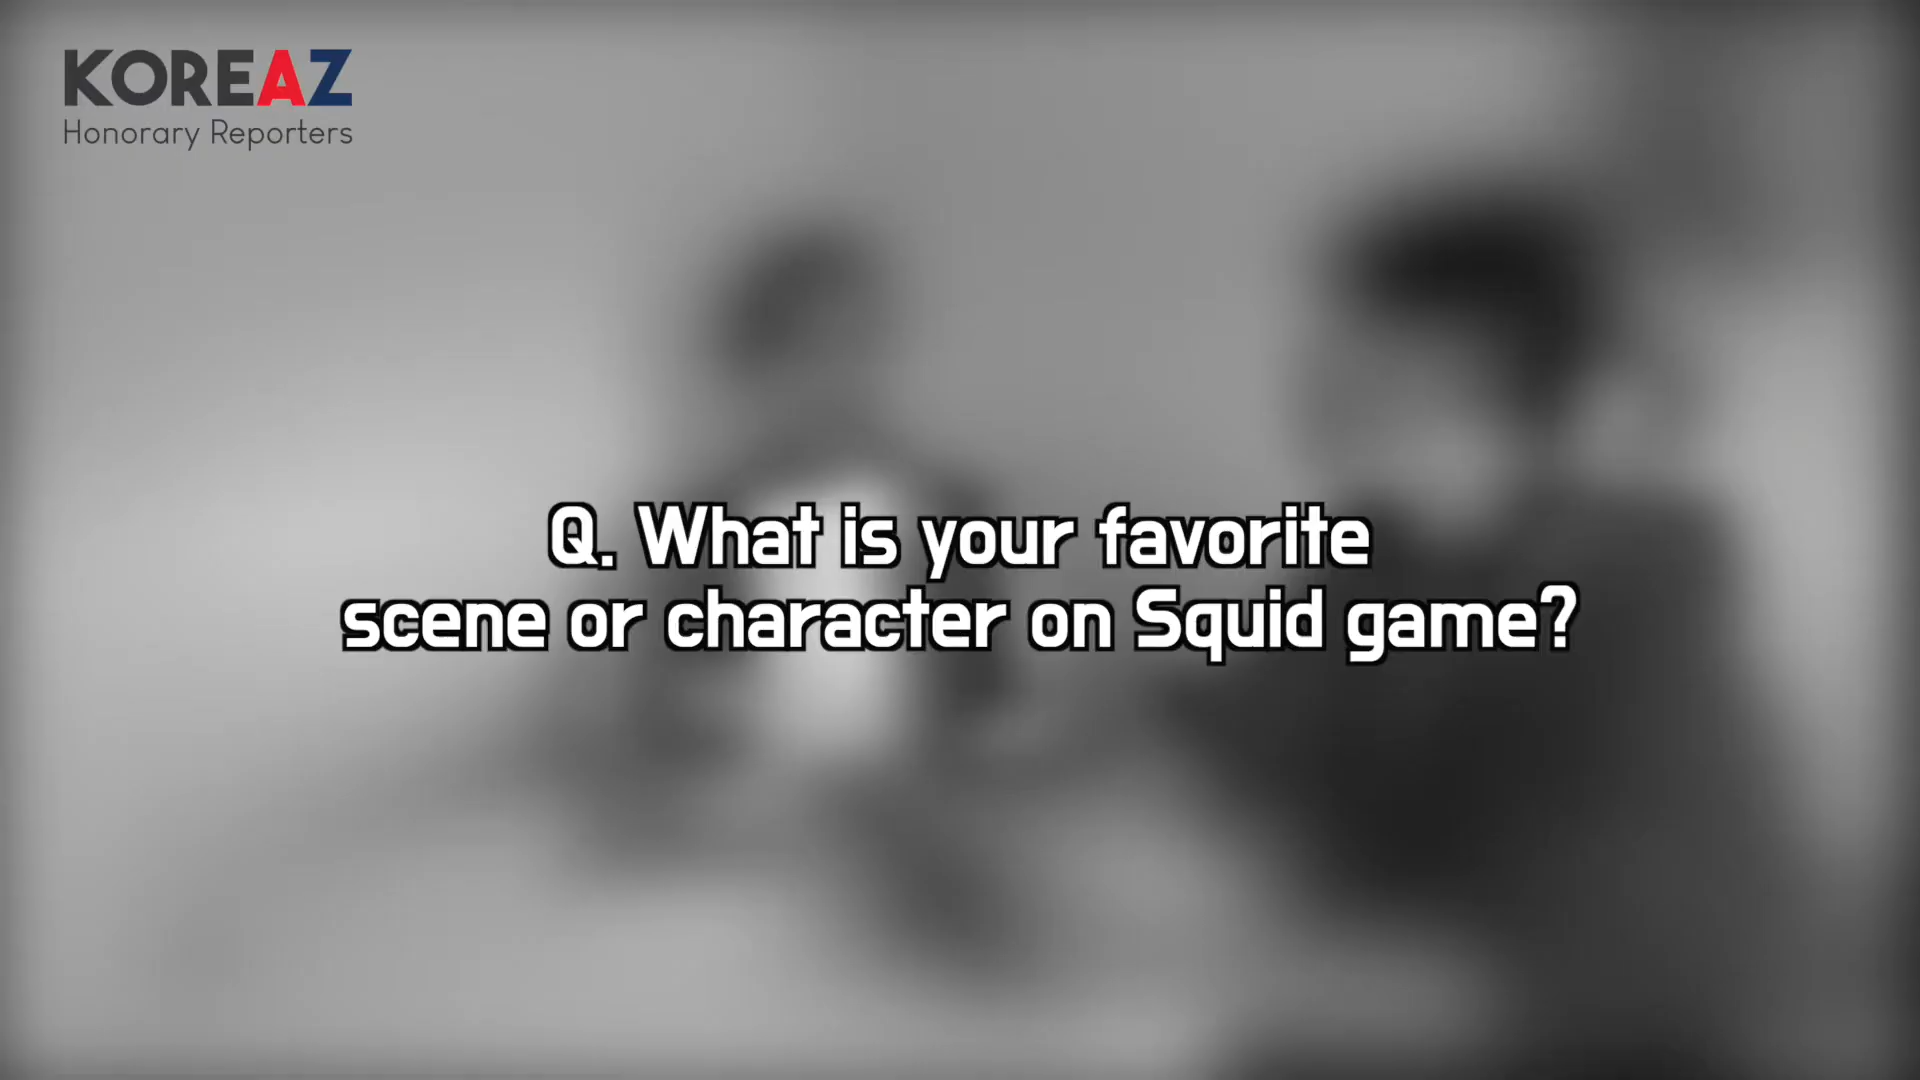 KOREAZ
Honorary Reporters
Q. What is your favorite
scene or character on Squid game?